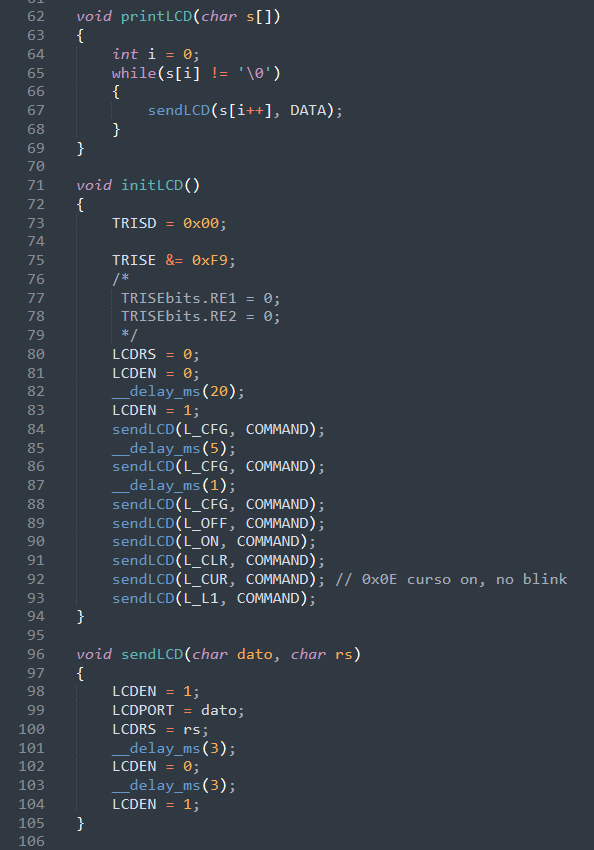 62 void printLCD(char s[])
63 {
64 int i = 0;
65 while(s[i] != '\0')
66 {
67 sendLCD(s[i++], DATA);
68 }
69 }
70
71 void initLCD()
72 {
73 TRISD = 0x00;
74
75 TRISE &= 0xF9;
76 /*
77 TRISEbits.RE1 = 0;
78 TRISEbits.RE2 = 0;
79 */
80 LCDRS = 0;
81 LCDEN = 0;
82 __delay_ms(20);
83 LCDEN = 1;
84 sendLCD(L_CFG, COMMAND);
85 __delay_ms(5);
86 sendLCD(L_CFG, COMMAND);
87 __delay_ms(1);
88 sendLCD(L_CFG, COMMAND);
89 sendLCD(L_OFF, COMMAND);
90 sendLCD(L_ON, COMMAND);
91 sendLCD(L_CLR, COMMAND);
92 sendLCD(L_CUR, COMMAND); // 0x0E curso on, no blink
93 sendLCD(L_L1, COMMAND);
94 }
95
96 void sendLCD(char dato, char rs)
97 {
98 LCDEN = 1;
99 LCDPORT = dato;
100 LCDRS = rs;
101 __delay_ms(3);
102 LCDEN = 0;
103 __delay_ms(3);
104 LCDEN = 1;
105 }
106